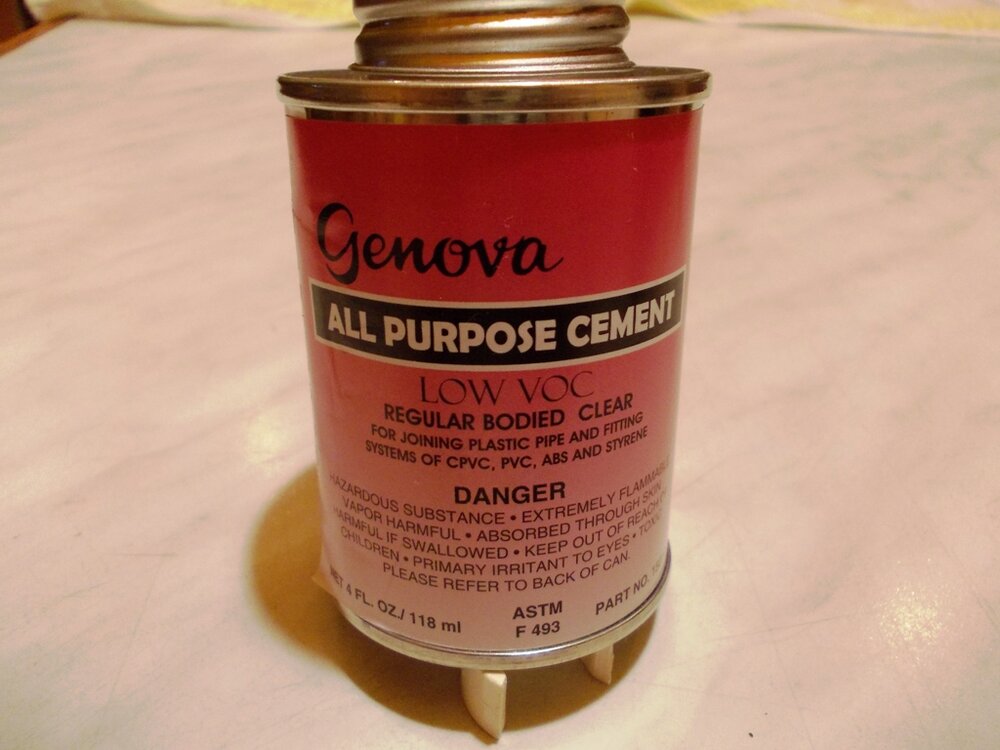 Genova
ALL PURPOSE CEMENT
LOW VOC
REGULAR BODIED CLEAR
FOR JOINING PLASTIC PIPE AND FITTING
SYSTEMS OF CPVC, PVC, ABS AND STYRENE
DANGER
HAZARDOUS SUBSTANCE • EXTREMELY FLAMMABLE
VAPOR HARMFUL • ABSORBED THROUGH SKIN
HARMFUL IF SWALLOWED • KEEP OUT OF REACH
CHILDREN • PRIMARY IRRITANT TO EYES •
PLEASE REFER TO BACK OF CAN.
NET 4 FL. OZ./ 118 ml
ASTM
F 493
PART NO.